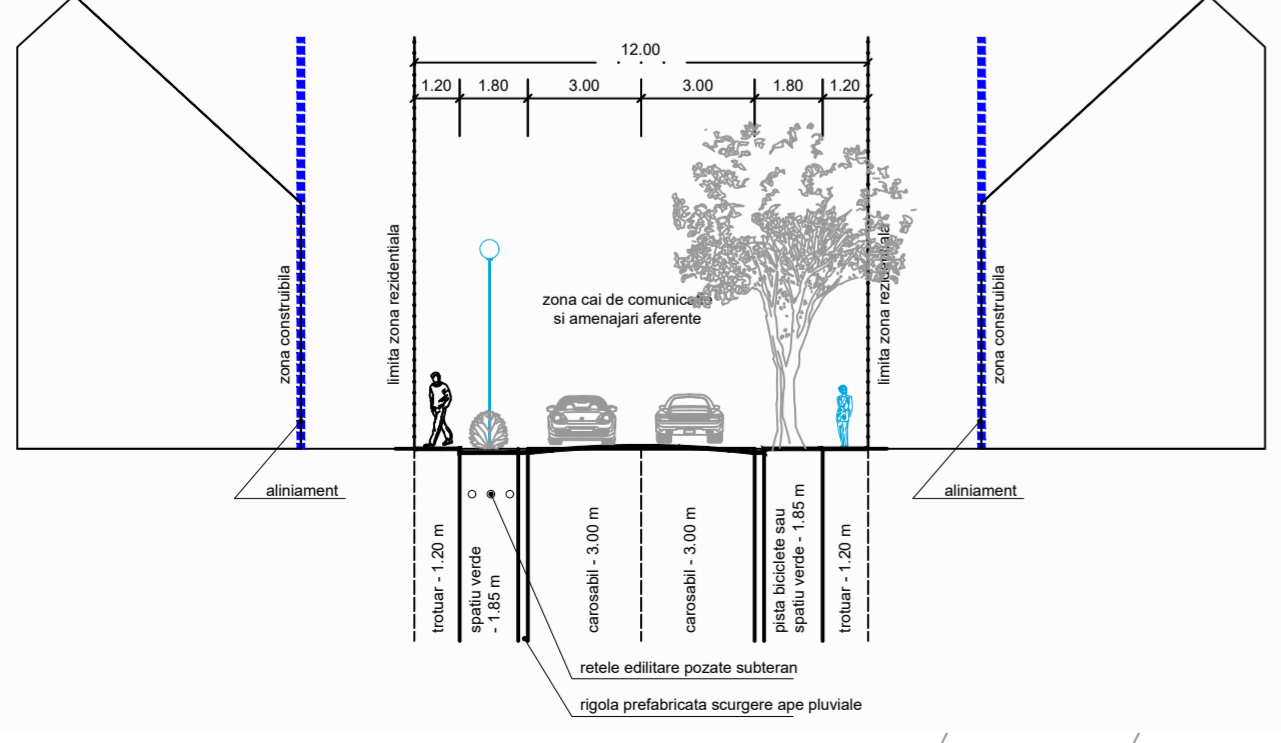 12.00
1.20 1.80 3.00 3.00 1.80 1.20
zona construibila
limita zona rezidentiala
zona cai de comunicatie
si amenajari aferente
limita zona rezidentiala
zona construibila
aliniament
aliniament
trotuar - 1.20 m
spatiu verde
- 1.85 m
carosabil - 3.00 m
carosabil - 3.00 m
pista biciclete sau
spatiu verde - 1.85 m
trotuar - 1.20 m
retele edilitare pozate subteran
rigola prefabricata scurgere ape pluviale